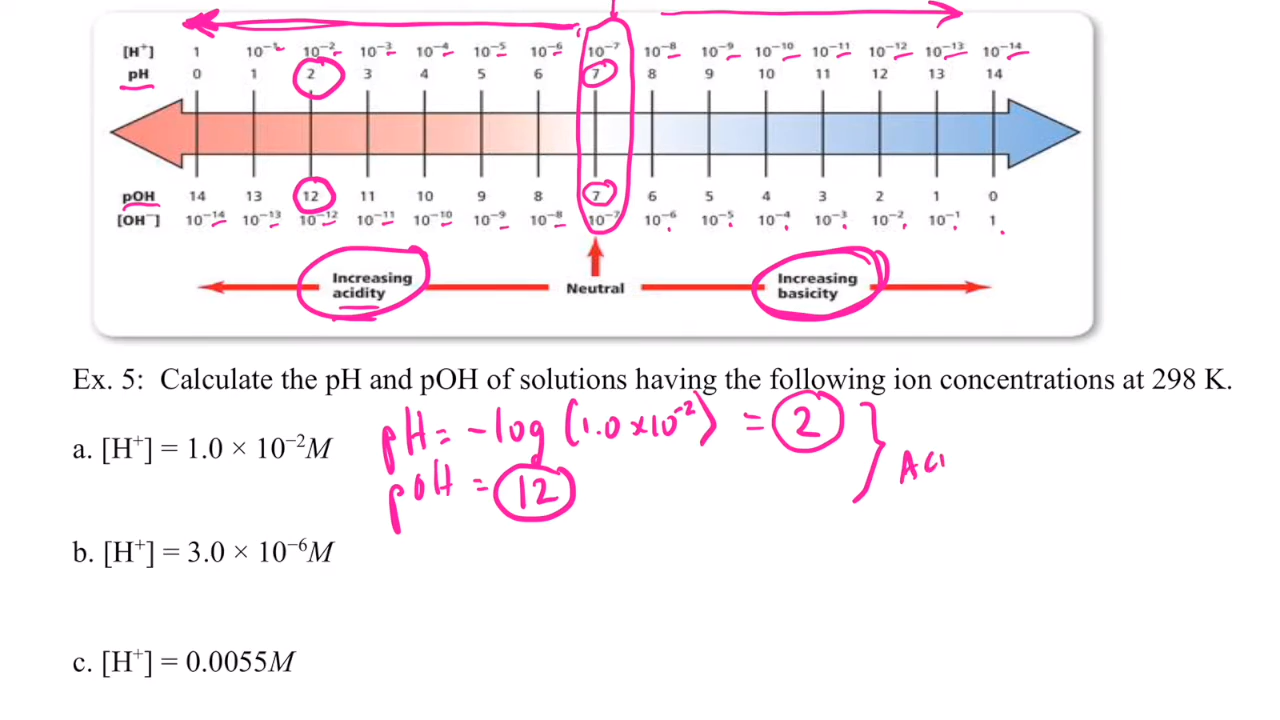 [H⁺] 1 10⁻¹ 10⁻² 10⁻³ 10⁻⁴ 10⁻⁵ 10⁻⁶ 10⁻⁷ 10⁻⁸ 10⁻⁹ 10⁻¹⁰ 10⁻¹¹ 10⁻¹² 10⁻¹³ 10⁻¹⁴
pH 0 1 2 3 4 5 6 7 8 9 10 11 12 13 14
pOH 14 13 12 11 10 9 8 7 6 5 4 3 2 1 0
[OH⁻] 10⁻¹⁴ 10⁻¹³ 10⁻¹² 10⁻¹¹ 10⁻¹⁰ 10⁻⁹ 10⁻⁸ 10⁻⁷ 10⁻⁶ 10⁻⁵ 10⁻⁴ 10⁻³ 10⁻² 10⁻¹ 1
Increasing acidity
Neutral
Increasing basicity
Ex. 5: Calculate the pH and pOH of solutions having the following ion concentrations at 298 K.
a. [H⁺] = 1.0 × 10⁻²M
pH = -log (1.0 x10⁻²) = 2
pOH = 12
Aci
b. [H⁺] = 3.0 × 10⁻⁶M
c. [H⁺] = 0.0055M